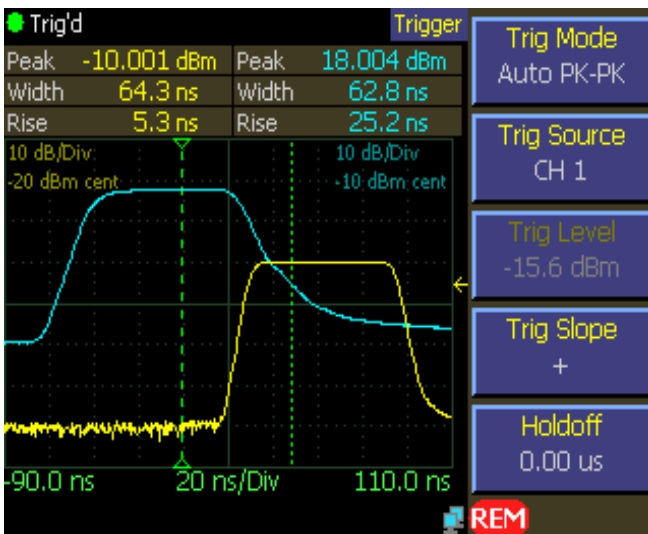 Trig'd Trigger
Peak -10.001 dBm Peak 18.004 dBm
Width 64.3 ns Width 62.8 ns
Rise 5.3 ns Rise 25.2 ns
10 dB/Div 10 dB/Div
-20 dBm cent -10 dBm cent
-90.0 ns 20 ns/Div 110.0 ns
Trig Mode
Auto PK-PK
Trig Source
CH 1
Trig Level
-15.6 dBm
Trig Slope
+
Holdoff
0.00 us
REM